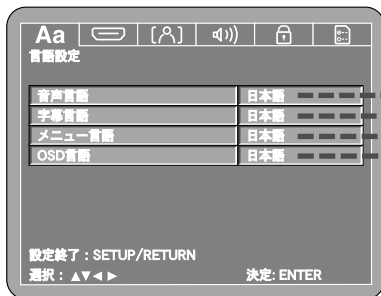 Aa
言語設定
音声言語 日本語
字幕言語 日本語
メニュー言語 日本語
OSD言語 日本語
設定終了 : SETUP/RETURN
選択 : ▲▼◀ ▶ 決定: ENTER